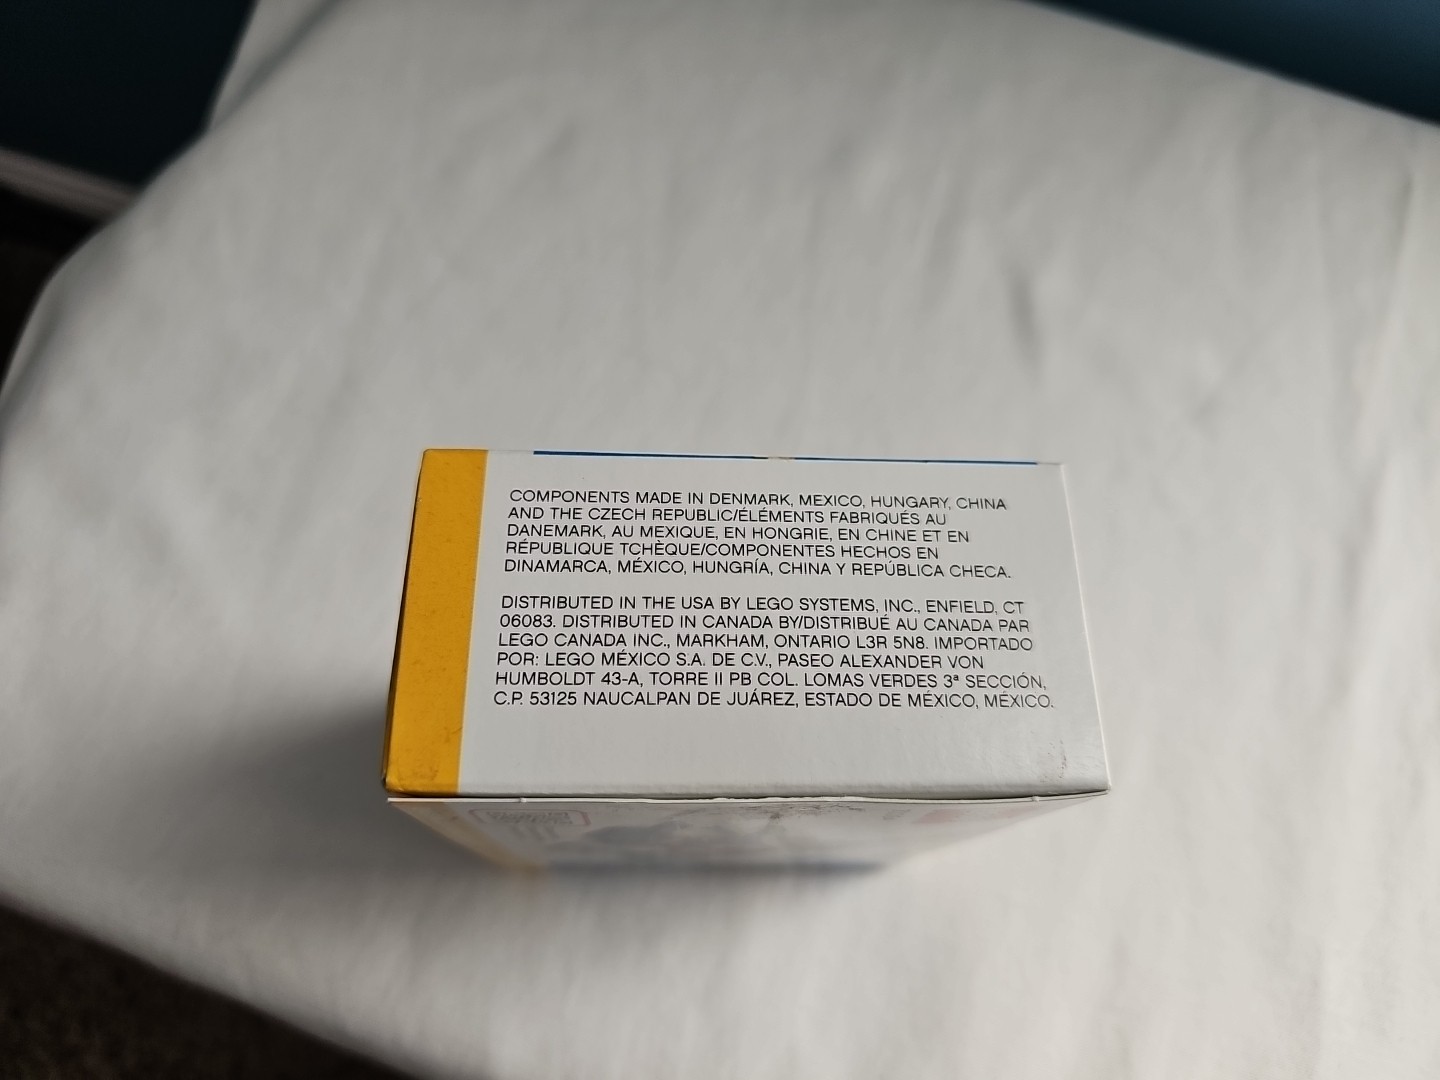 COMPONENTS MADE IN DENMARK, MEXICO, HUNGARY, CHINA
AND THE CZECH REPUBLIC/ÉLÉMENTS FABRIQUÉS AU
DANEMARK, AU MEXIQUE, EN HONGRIE, EN CHINE ET EN
RÉPUBLIQUE TCHÈQUE/COMPONENTES HECHOS EN
DINAMARCA, MÉXICO, HUNGRÍA, CHINA Y REPÚBLICA CHECA.
DISTRIBUTED IN THE USA BY LEGO SYSTEMS, INC., ENFIELD, CT
06083. DISTRIBUTED IN CANADA BY/DISTRIBUÉ AU CANADA PAR
LEGO CANADA INC., MARKHAM, ONTARIO L3R 5N8. IMPORTADO
POR: LEGO MÉXICO S.A. DE C.V., PASEO ALEXANDER VON
HUMBOLDT 43-A, TORRE II PB COL. LOMAS VERDES 3ª SECCIÓN,
C.P. 53125 NAUCALPAN DE JUÁREZ, ESTADO DE MÉXICO, MÉXICO.